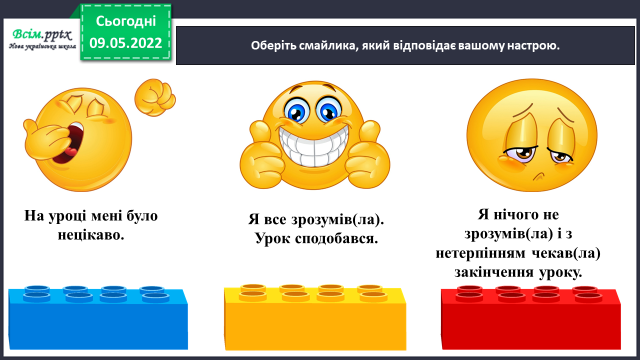 Всім.pptx
Нова українська школа
Сьогодні
09.05.2022
Оберіть смайлика, який відповідає вашому настрою.
На уроці мені було
нецікаво.
Я все зрозумів(ла).
Урок сподобався.
Я нічого не
зрозумів(ла) і з
нетерпінням чекав(ла)
закінчення уроку.